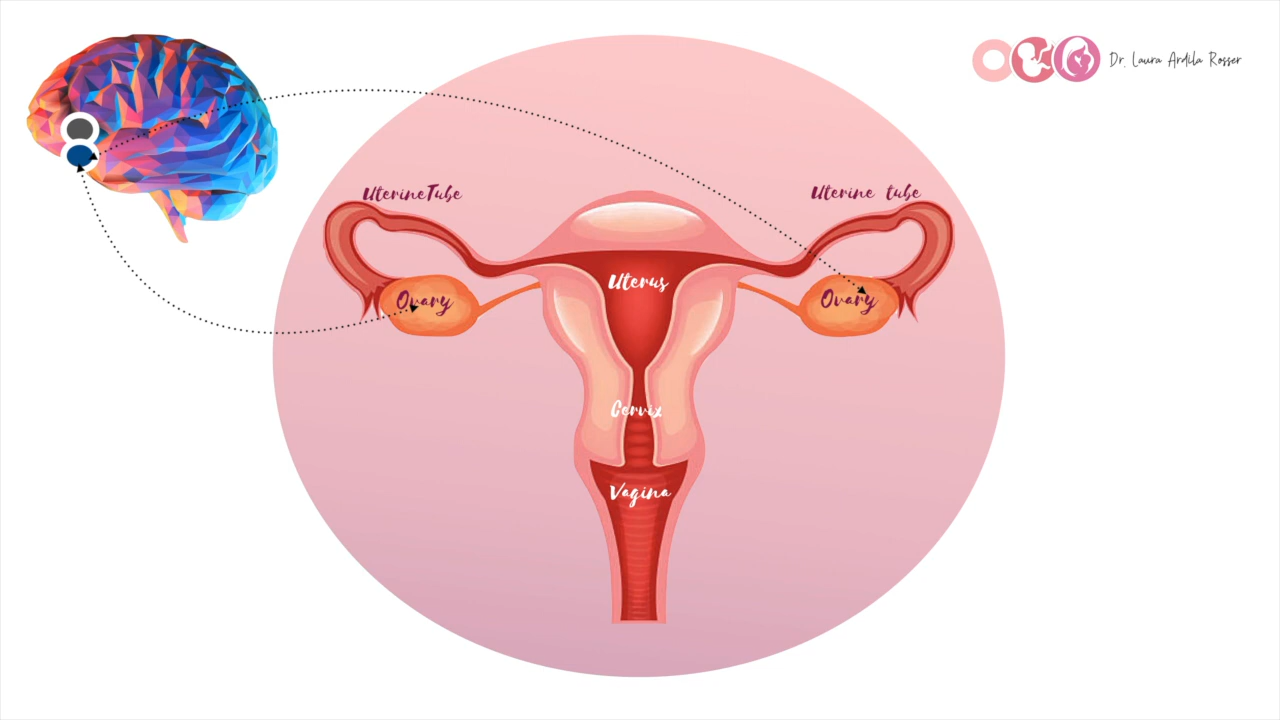 Dr. Laura Ardila Rosser
UterineTube
Uterine tube
Uterus
Ovary
Ovary
Cervix
Vagina